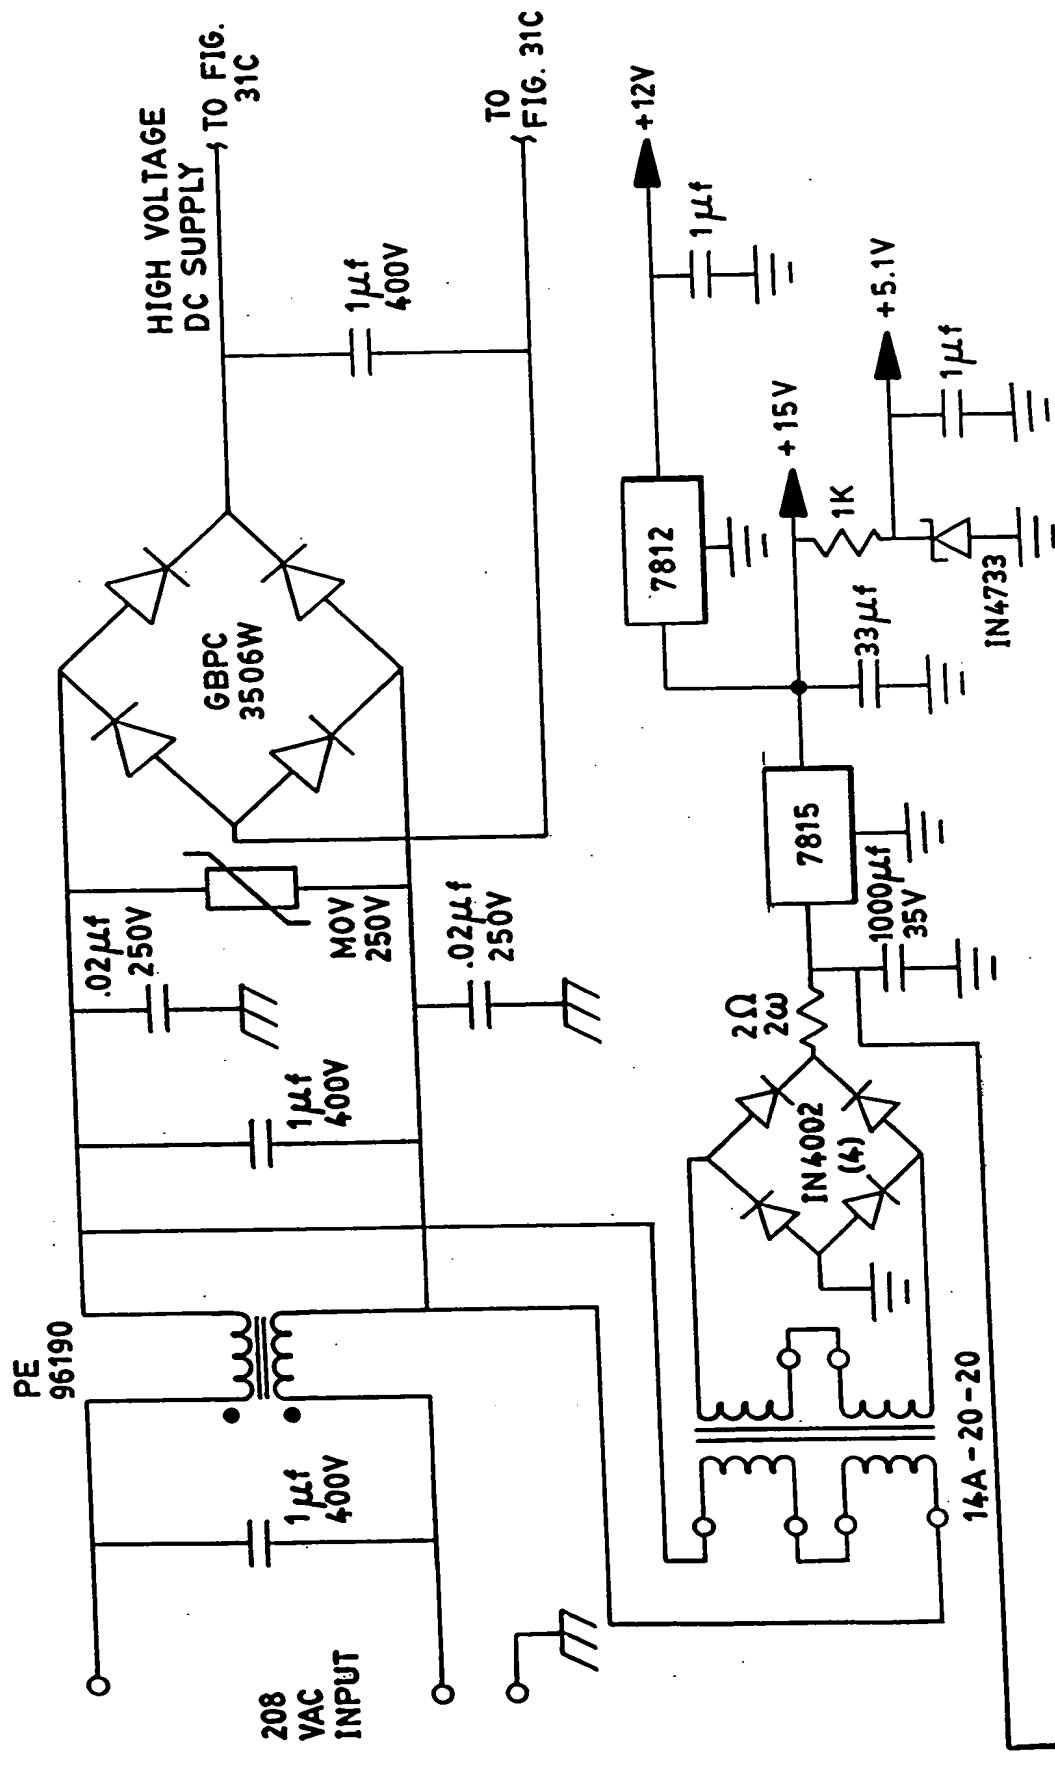 PE
96190
208
VAC
INPUT
1µf
400V
1µf
400V
.02µf
250V
.02µf
250V
MOV
250V
GBPC
3506W
1µf
400V
HIGH VOLTAGE
DC SUPPLY
TO FIG.
31C
TO
FIG. 31C
14A-20-20
IN4002
(4)
2Ω
2ω
1000µf
35V
7815
33µf
7812
1µf
+12V
+15V
1K
IN4733
1µf
+5.1V